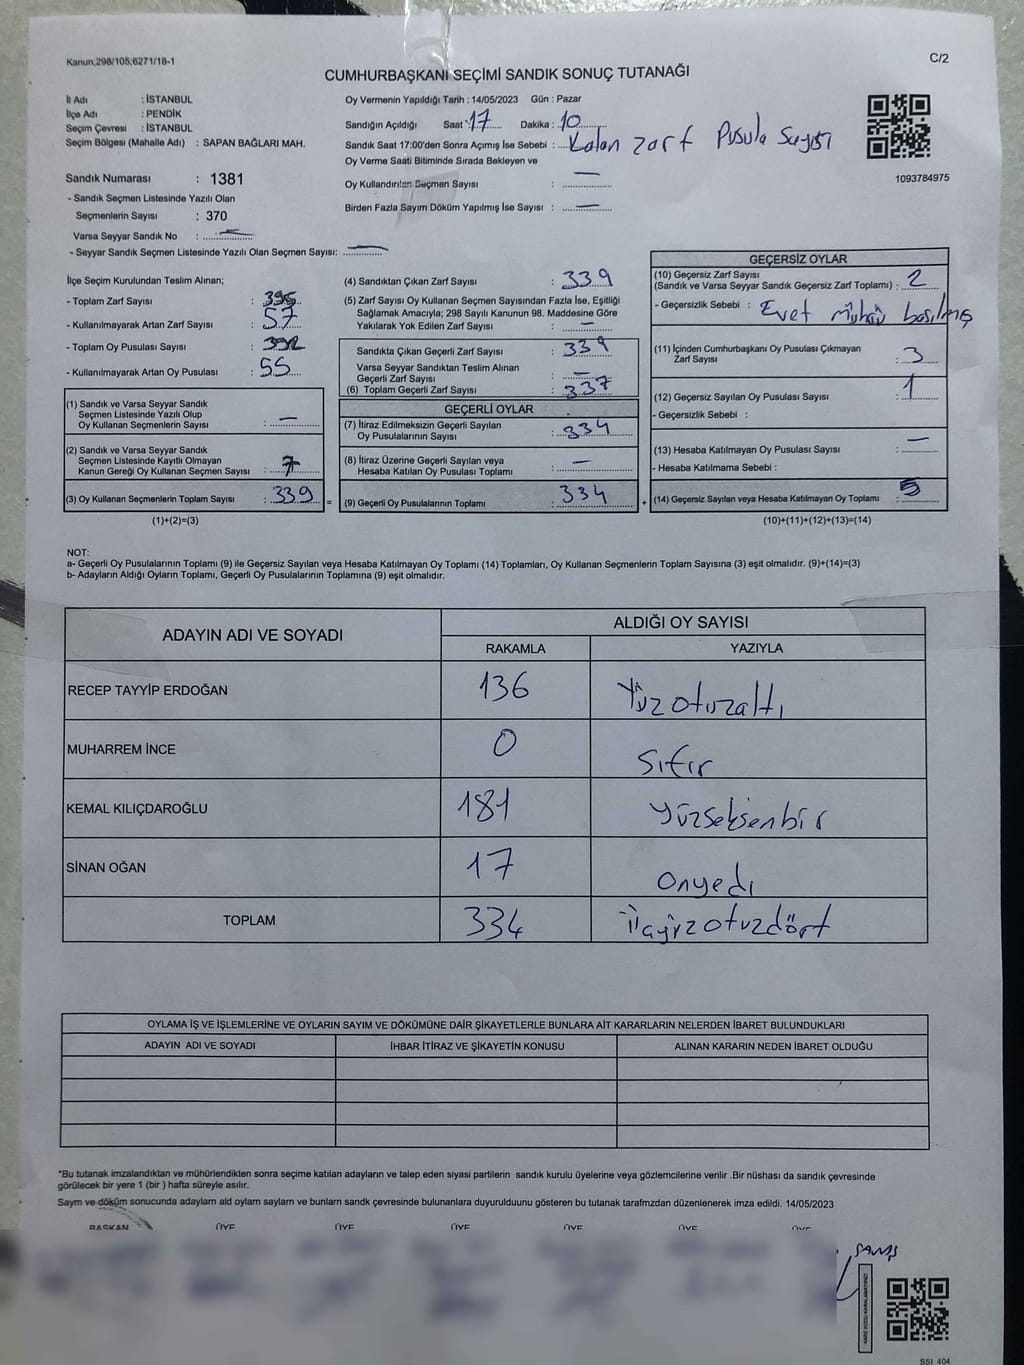 Kanun,298/105;6271/18-1
C/2
CUMHURBAŞKANI SEÇİMİ SANDIK SONUÇ TUTANAĞI
İl Adı : İSTANBUL
İlçe Adı : PENDİK
Seçim Çevresi : İSTANBUL
Seçim Bölgesi (Mahalle Adı) : SAPAN BAĞLARI MAH.
Sandık Numarası : 1381
- Sandık Seçmen Listesinde Yazılı Olan
Seçmenlerin Sayısı : 370
Varsa Seyyar Sandık No : —
- Seyyar Sandık Seçmen Listesinde Yazılı Olan Seçmen Sayısı: —
Oy Vermenin Yapıldığı Tarih : 14/05/2023 Gün : Pazar
Sandığın Açıldığı Saat : 17 Dakika : 10
Sandık Saat 17:00'den Sonra Açımış İse Sebebi : Kalan zarf Pusula Sayısı
Oy Verme Saati Bitiminde Sırada Bekleyen ve
Oy Kullandırılan Seçmen Sayısı : —
Birden Fazla Sayım Döküm Yapılmış İse Sayısı : —
1093784975
İlçe Seçim Kurulundan Teslim Alınan;
- Toplam Zarf Sayısı : 396
- Kullanılmayarak Artan Zarf Sayısı : 57
- Toplam Oy Pusulası Sayısı :
- Kullanılmayarak Artan Oy Pusulası : 55
(1) Sandık ve Varsa Seyyar Sandık
Seçmen Listesinde Yazılı Olup
Oy Kullanan Seçmenlerin Sayısı : —
(2) Sandık ve Varsa Seyyar Sandık
Seçmen Listesinde Kayıtlı Olmayan
Kanun Gereği Oy Kullanan Seçmen Sayısı : 7
(3) Oy Kullanan Seçmenlerin Toplam Sayısı : 339
(1)+(2)=(3)
(4) Sandıktan Çıkan Zarf Sayısı : 339
(5) Zarf Sayısı Oy Kullanan Seçmen Sayısından Fazla İse, Eşitliği
Sağlamak Amacıyla; 298 Sayılı Kanunun 98. Maddesine Göre
Yakılarak Yok Edilen Zarf Sayısı : —
Sandıkta Çıkan Geçerli Zarf Sayısı : 339
Varsa Seyyar Sandıktan Teslim Alınan
Geçerli Zarf Sayısı : —
(6) Toplam Geçerli Zarf Sayısı : 337
GEÇERLİ OYLAR
(7) İtiraz Edilmeksizin Geçerli Sayılan
Oy Pusulalarının Sayısı : 334
(8) İtiraz Üzerine Geçerli Sayılan veya
Hesaba Katılan Oy Pusulası Toplamı : —
= (9) Geçerli Oy Pusulalarının Toplamı : 334 +
GEÇERSİZ OYLAR
(10) Geçersiz Zarf Sayısı
(Sandık ve Varsa Seyyar Sandık Geçersiz Zarf Toplamı) : 2
- Geçersizlik Sebebi : Evet mühürü basılmış
(11) İçinden Cumhurbaşkanı Oy Pusulası Çıkmayan
Zarf Sayısı : 3
(12) Geçersiz Sayılan Oy Pusulası Sayısı : 1
- Geçersizlik Sebebi :
(13) Hesaba Katılmayan Oy Pusulası Sayısı : —
- Hesaba Katılmama Sebebi :
(14) Geçersiz Sayılan veya Hesaba Katılmayan Oy Toplamı : 5
(10)+(11)+(12)+(13)=(14)
NOT:
a- Geçerli Oy Pusulalarının Toplamı (9) ile Geçersiz Sayılan veya Hesaba Katılmayan Oy Toplamı (14) Toplamları, Oy Kullanan Seçmenlerin Toplam Sayısına (3) eşit olmalıdır. (9)+(14)=(3)
b- Adayların Aldığı Oyların Toplamı, Geçerli Oy Pusulalarının Toplamına (9) eşit olmalıdır.
ADAYIN ADI VE SOYADI
ALDIĞI OY SAYISI
RAKAMLA YAZIYLA
RECEP TAYYİP ERDOĞAN 136 Yüzotuzaltı
MUHARREM İNCE 0 Sıfır
KEMAL KILIÇDAROĞLU 181 Yüzseksenbir
SİNAN OĞAN 17 Onyedi
TOPLAM 334 üçyüzotuzdört
OYLAMA İŞ VE İŞLEMLERİNE VE OYLARIN SAYIM VE DÖKÜMÜNE DAİR ŞİKAYETLERLE BUNLARA AİT KARARLARIN NELERDEN İBARET BULUNDUKLARI
ADAYIN ADI VE SOYADI İHBAR İTİRAZ VE ŞİKAYETİN KONUSU ALINAN KARARIN NEDEN İBARET OLDUĞU
"Bu tutanak imzalandıktan ve mühürlendikten sonra seçime katılan adayların ve talep eden siyasi partilerin sandık kurulu üyelerine veya gözlemcilerine verilir .Bir nüshası da sandık çevresinde
görülecek bir yere 1 (bir ) hafta süreyle asılır.
Sayım ve döküm sonucunda adaylam ald oylam saylarn ve bunlarn sandk çevresinde bulunanlara duyurulduunu gösteren bu tutanak tarafmzdan düzenlenerek imza edildi. 14/05/2023
BAŞKAN ÜYE ÜYE ÜYE ÜYE ÜYE ÜYE
KARE KODU KARALAMAYINIZ!
SSI_404